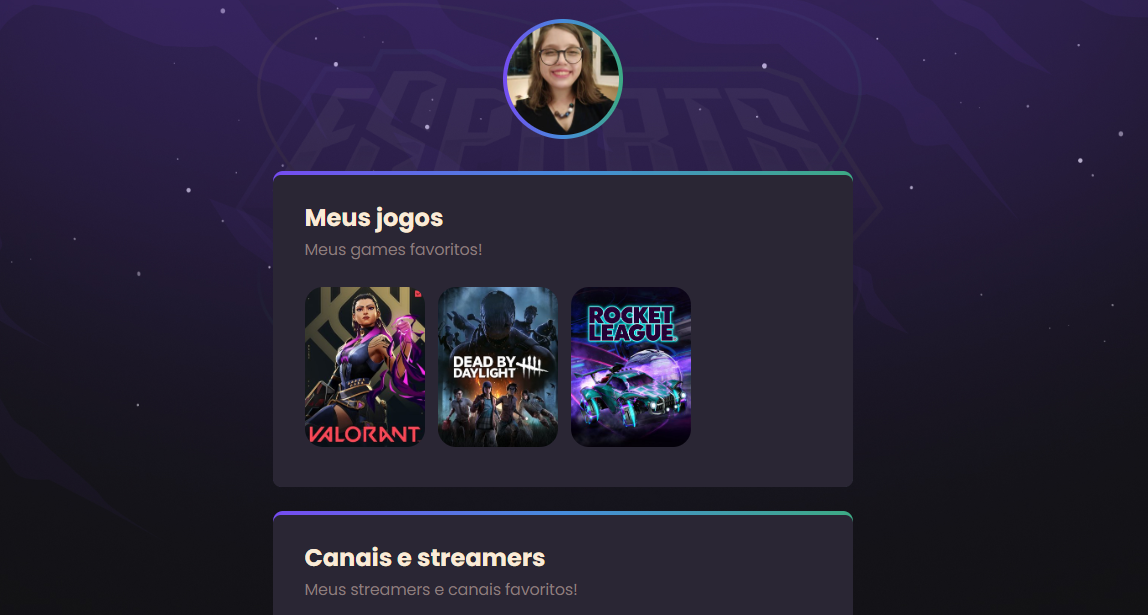 ESPORTS
Meus jogos
Meus games favoritos!
VALORANT
DEAD BY
DAYLIGHT
ROCKET
LEAGUE
Canais e streamers
Meus streamers e canais favoritos!